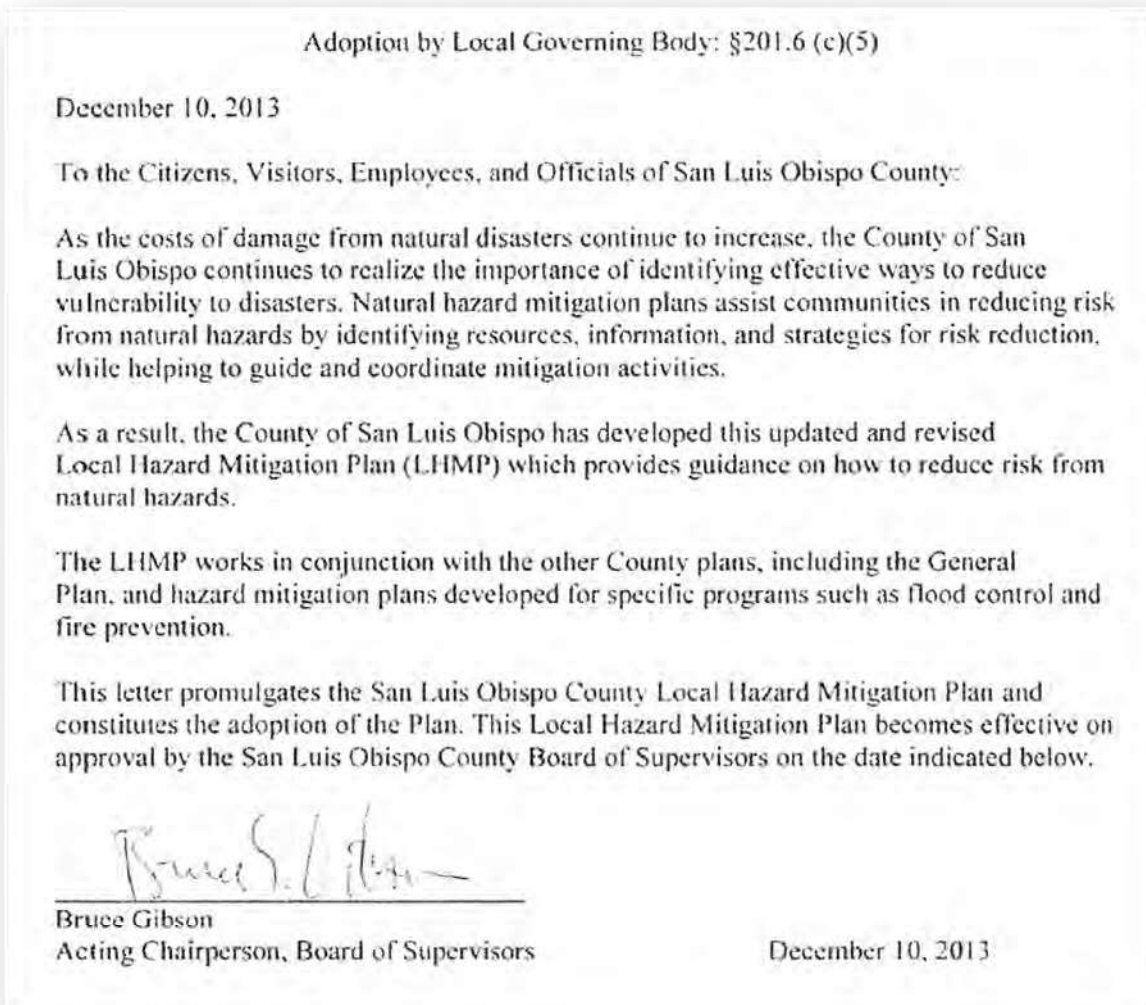 Adoption by Local Governing Body: §201.6 (c)(5)
December 10, 2013
To the Citizens, Visitors, Employees, and Officials of San Luis Obispo County:
As the costs of damage from natural disasters continue to increase, the County of San
Luis Obispo continues to realize the importance of identifying effective ways to reduce
vulnerability to disasters. Natural hazard mitigation plans assist communities in reducing risk
from natural hazards by identifying resources, information, and strategies for risk reduction,
while helping to guide and coordinate mitigation activities.
As a result, the County of San Luis Obispo has developed this updated and revised
Local Hazard Mitigation Plan (LHMP) which provides guidance on how to reduce risk from
natural hazards.
The LHMP works in conjunction with the other County plans, including the General
Plan, and hazard mitigation plans developed for specific programs such as flood control and
fire prevention.
This letter promulgates the San Luis Obispo County Local Hazard Mitigation Plan and
constitutes the adoption of the Plan. This Local Hazard Mitigation Plan becomes effective on
approval by the San Luis Obispo County Board of Supervisors on the date indicated below.
Bruce S. Gibson
Bruce Gibson
Acting Chairperson, Board of Supervisors December 10, 2013